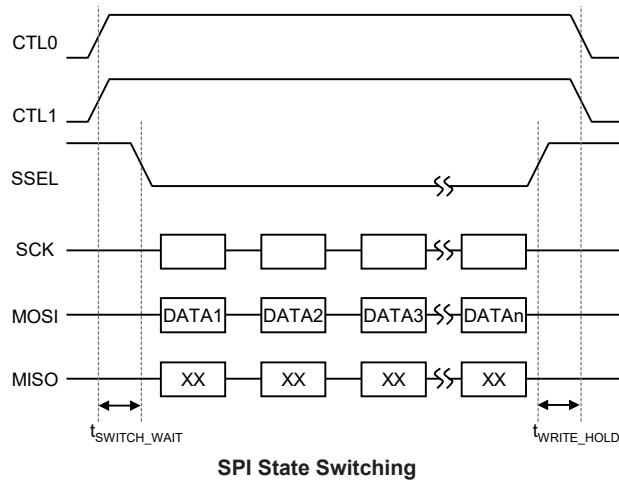 CTL0
CTL1
SSEL
SCK
MOSI DATA1 DATA2 DATA3 DATAn
MISO XX XX XX XX
tSWITCH_WAIT tWRITE_HOLD
SPI State Switching